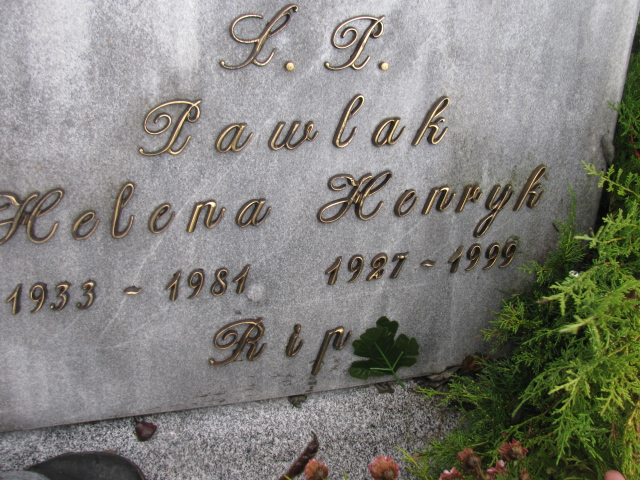 S. P.
Pawlak
Helena Henryk
1933 ~ 1981 1927 ~ 1999
Rip